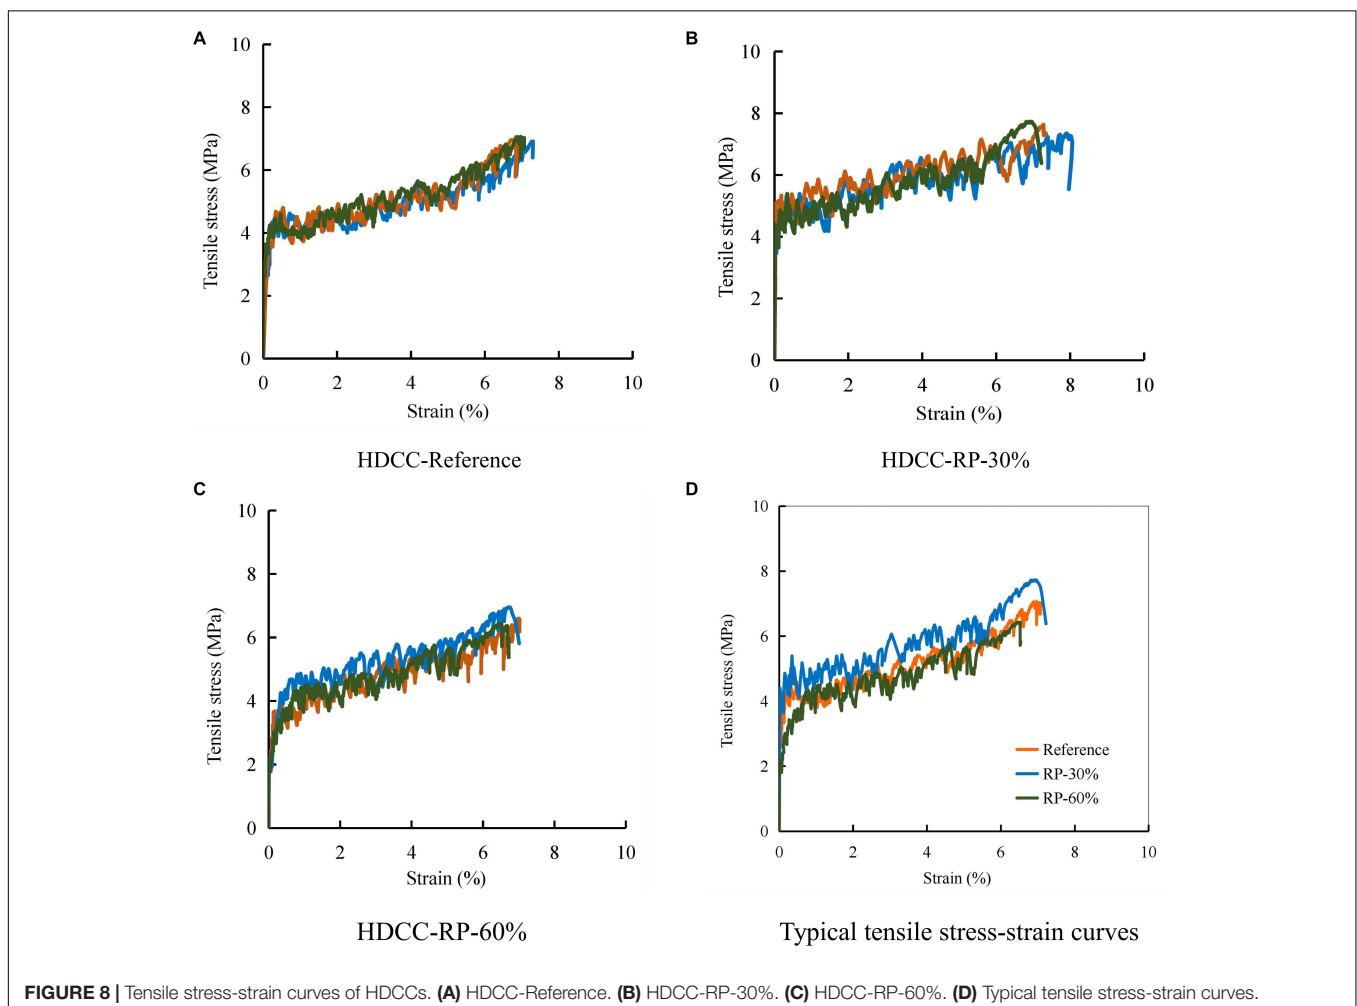 A
10
8
6
4
2
0
Tensile stress (MPa)
0 2 4 6 8 10
Strain (%)
HDCC-Reference
B
10
8
6
4
2
0
Tensile stress (MPa)
0 2 4 6 8 10
Strain (%)
HDCC-RP-30%
C
10
8
6
4
2
0
Tensile stress (MPa)
0 2 4 6 8 10
Strain (%)
HDCC-RP-60%
D
10
8
6
4
2
0
Tensile stress (MPa)
Reference
RP-30%
RP-60%
0 2 4 6 8 10
Strain (%)
Typical tensile stress-strain curves
FIGURE 8 | Tensile stress-strain curves of HDCCs. (A) HDCC-Reference. (B) HDCC-RP-30%. (C) HDCC-RP-60%. (D) Typical tensile stress-strain curves.